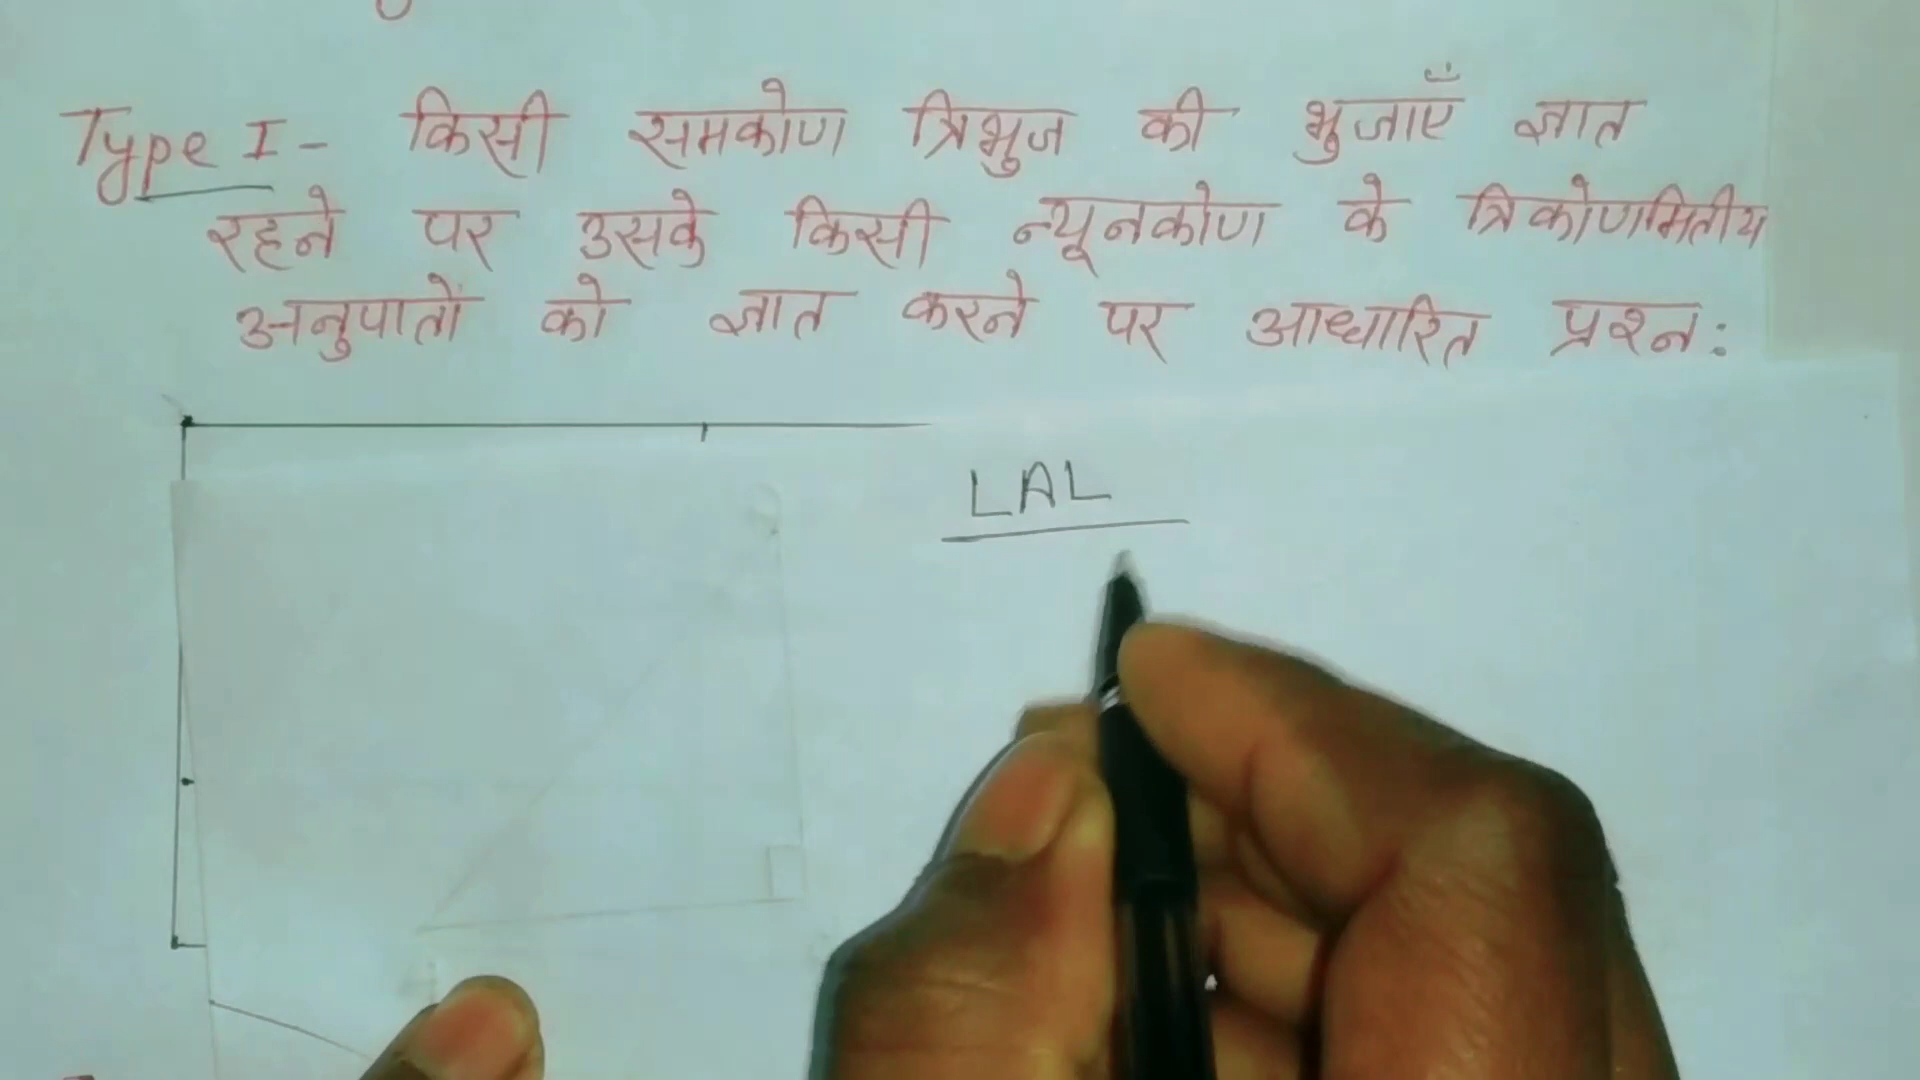 Type I - किसी समकोण त्रिभुज की भुजाएँ ज्ञात
रहने पर उसके किसी न्यूनकोण के त्रिकोणमितीय
अनुपातों को ज्ञात करने पर आधारित प्रश्न:
LAL